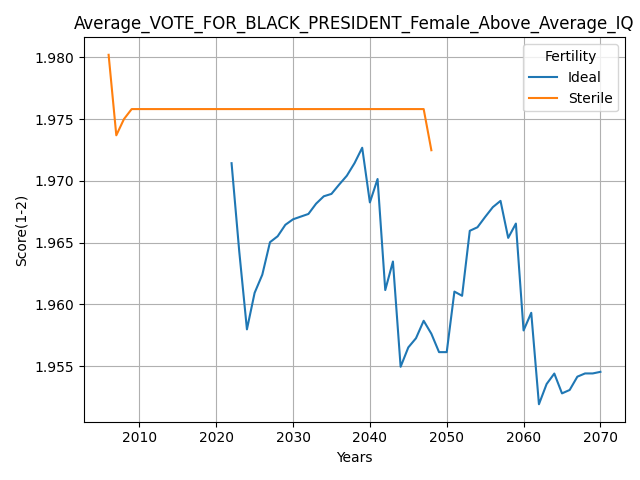 Average_VOTE_FOR_BLACK_PRESIDENT_Female_Above_Average_IQ
Fertility
Ideal
Sterile
Score(1-2)
1.980
1.975
1.970
1.965
1.960
1.955
2010 2020 2030 2040 2050 2060 2070
Years